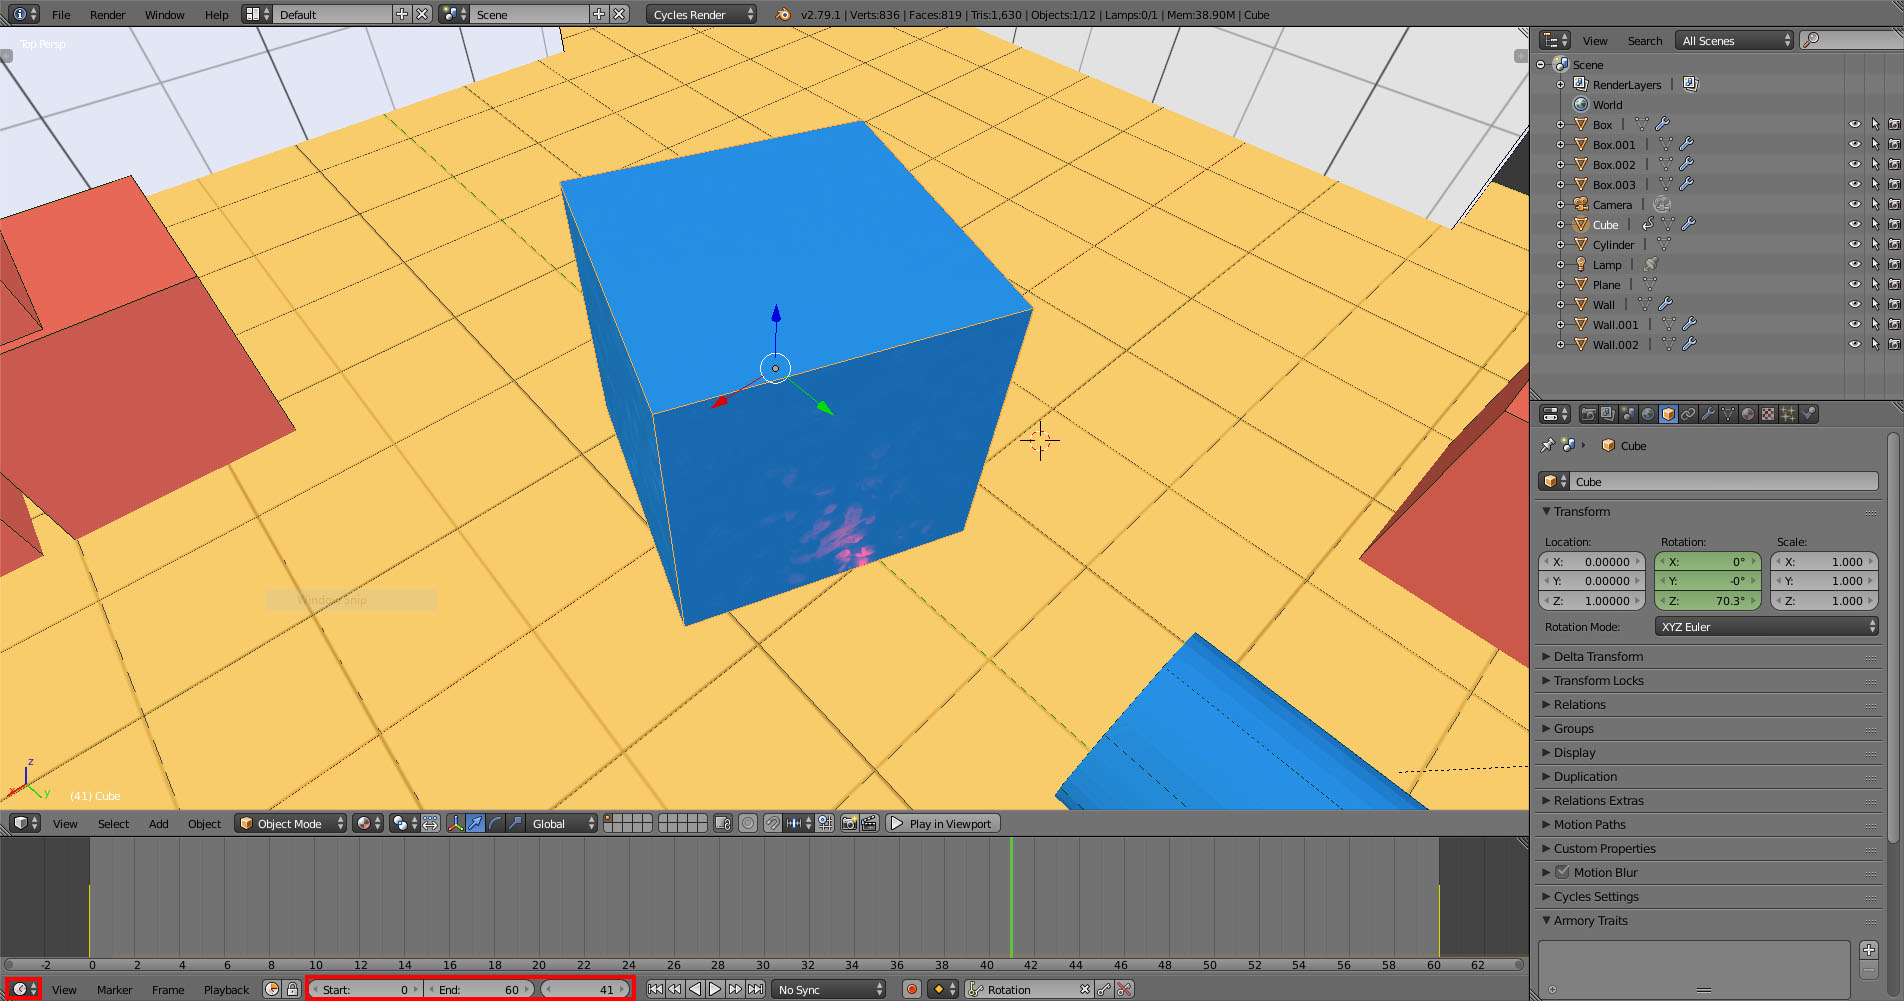 File Render Window Help Default Scene Cycles Render v2.79.1 | Verts:836 | Faces:819 | Tris:1,630 | Objects:1/12 | Lamps:0/1 | Mem:38.90M | Cube
Top Persp
Window Snip
z
x y
(41) Cube
View Select Add Object Object Mode Global Play in Viewport
-2 0 2 4 6 8 10 12 14 16 18 20 22 24 26 28 30 32 34 36 38 40 42 44 46 48 50 52 54 56 58 60 62
View Marker Frame Playback Start: 0 End: 60 41 No Sync Rotation
View Search All Scenes
Scene
RenderLayers |
World
Box |
Box.001 |
Box.002 |
Box.003 |
Camera |
Cube |
Cylinder |
Lamp |
Plane |
Wall |
Wall.001 |
Wall.002 |
Cube
Cube
Transform
Location: Rotation: Scale:
X: 0.00000 X: 0° X: 1.000
Y: 0.00000 Y: -0° Y: 1.000
Z: 1.00000 Z: 70.3° Z: 1.000
Rotation Mode: XYZ Euler
Delta Transform
Transform Locks
Relations
Groups
Display
Duplication
Relations Extras
Motion Paths
Custom Properties
Motion Blur
Cycles Settings
Armory Traits